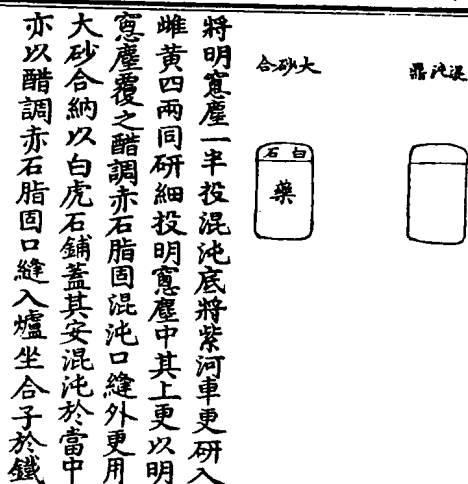 混沌鼎
大砂合
白石
藥
將明窻塵一半投混沌底將紫河車更研入
雌黄四兩同研細投明窻塵中其上更以明
窻塵覆之醋調赤石脂固混沌口縫外更用
大砂合納以白虎石鋪蓋其安混沌於當中
亦以醋調赤石脂固口縫入爐坐合子於鐵